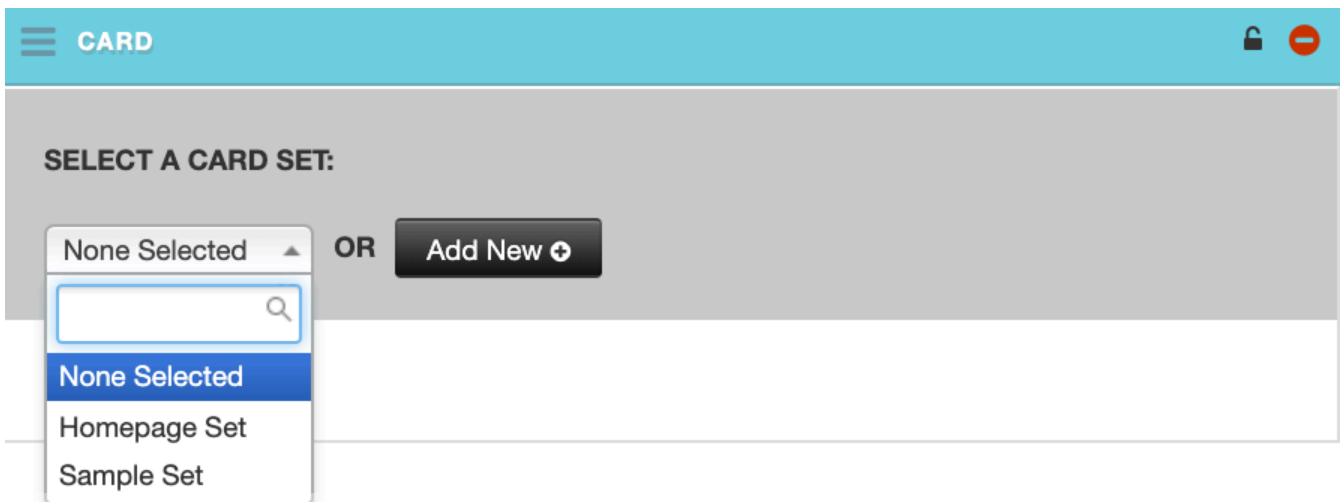 CARD
SELECT A CARD SET:
None Selected OR Add New
None Selected
Homepage Set
Sample Set